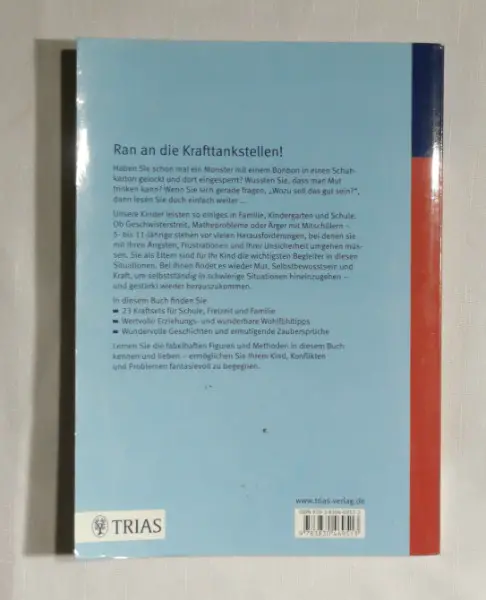 Ran an die Krafttankstellen!
Haben Sie schon mal ein Monster mit einem Bonbon in einen Schuh-
karton gelockt und dort eingesperrt? Wussten Sie, dass man Mut
trinken kann? Wenn Sie sich gerade fragen, „Wozu soll das gut sein?",
dann lesen Sie doch einfach weiter ...
Unsere Kinder leisten so einiges in Familie, Kindergarten und Schule.
Ob Geschwisterstreit, Matheprobleme oder Ärger mit Mitschülern –
5- bis 11-Jährige stehen vor vielen Herausforderungen, bei denen sie
mit ihren Ängsten, Frustrationen und ihrer Unsicherheit umgehen müs-
sen. Sie als Eltern sind für Ihr Kind die wichtigsten Begleiter in diesen
Situationen. Bei Ihnen findet es wieder Mut, Selbstbewusstsein und
Kraft, um selbstständig in schwierige Situationen hineinzugehen –
und gestärkt wieder herauszukommen.
In diesem Buch finden Sie
23 Kraftsets für Schule, Freizeit und Familie
Wertvolle Erziehungs- und wunderbare Wohlfühltipps
Wundervolle Geschichten und ermutigende Zaubersprüche
Lernen Sie die fabelhaften Figuren und Methoden in diesem Buch
kennen und lieben – ermöglichen Sie Ihrem Kind, Konflikten
und Problemen fantasievoll zu begegnen.
www.trias-verlag.de
TRIAS